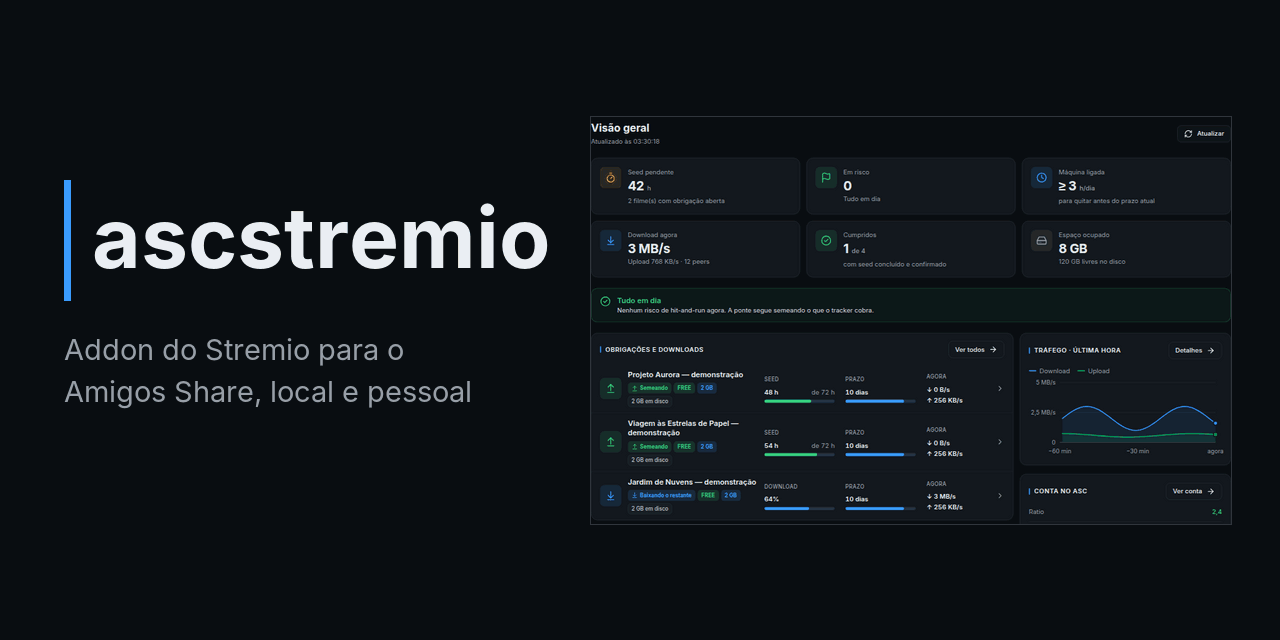 ascstremio
Addon do Stremio para o
Amigos Share, local e pessoal
Visão geral
Atualizado às 03:30:18
Atualizar
Seed pendente
42 h
2 filme(s) com obrigação aberta
Em risco
0
Tudo em dia
Máquina ligada
≥ 3 h/dia
para quitar antes do prazo atual
Download agora
3 MB/s
Upload 768 KB/s · 12 peers
Cumpridos
1 de 4
com seed concluído e confirmado
Espaço ocupado
8 GB
120 GB livres no disco
Tudo em dia
Nenhum risco de hit-and-run agora. A ponte segue semeando o que o tracker cobra.
OBRIGAÇÕES E DOWNLOADS
Ver todos
Projeto Aurora — demonstração
Semeando FREE 2 GB
2 GB em disco
SEED
48 h de 72 h
PRAZO
10 dias
AGORA
↓ 0 B/s
↑ 256 KB/s
Viagem às Estrelas de Papel —
demonstração
Semeando FREE 2 GB
2 GB em disco
SEED
54 h de 72 h
PRAZO
10 dias
AGORA
↓ 0 B/s
↑ 256 KB/s
Jardim de Nuvens — demonstração
Baixando o restante FREE 2 GB
2 GB em disco
DOWNLOAD
64%
PRAZO
10 dias
AGORA
↓ 3 MB/s
↑ 256 KB/s
TRÁFEGO · ÚLTIMA HORA
Detalhes
Download Upload
5 MB/s
2,5 MB/s
0
−60 min −30 min agora
CONTA NO ASC
Ver conta
Ratio 2,4